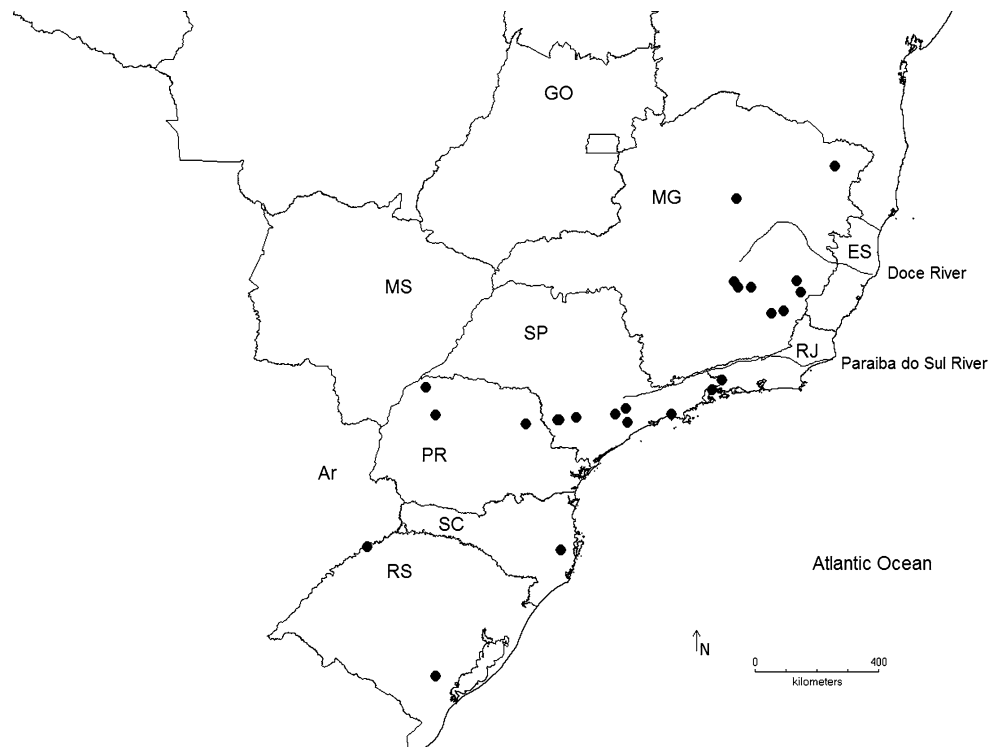 GO
MG
ES
Doce River
MS
SP
RJ
Paraiba do Sul River
PR
Ar
SC
Atlantic Ocean
RS
N
0 400
kilometers